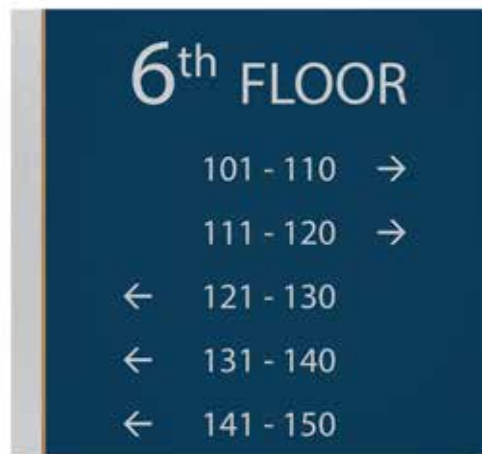 6th FLOOR
101 - 110 →
111 - 120 →
← 121 - 130
← 131 - 140
← 141 - 150